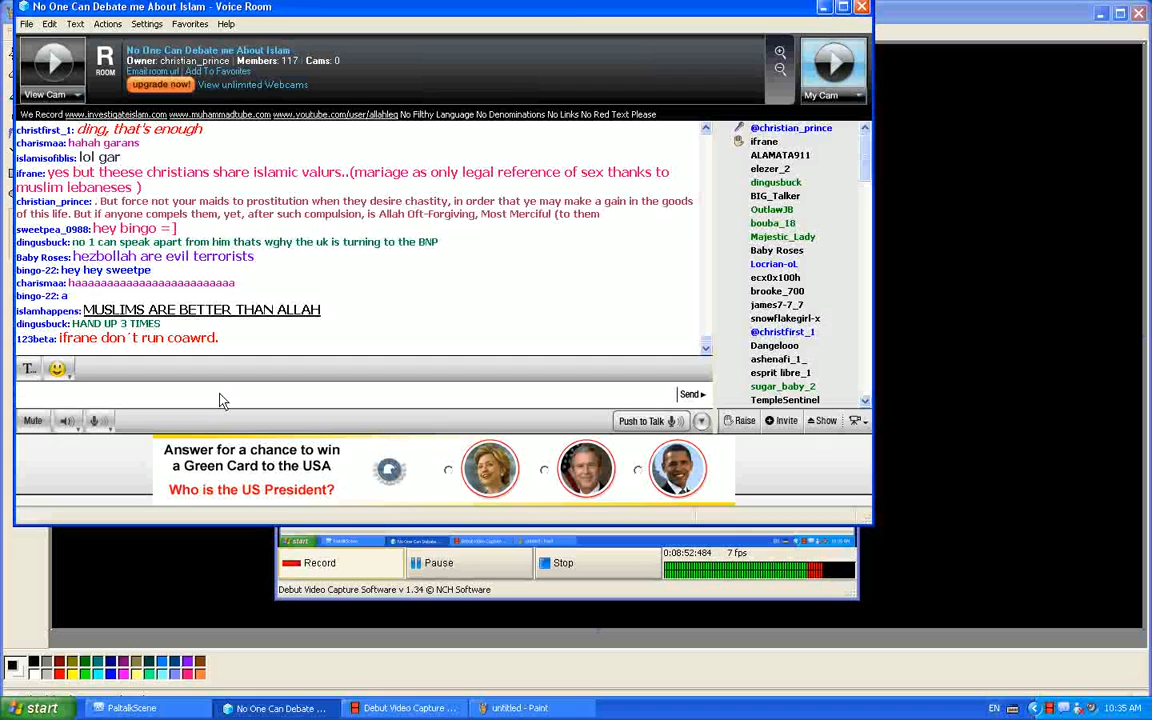 No One Can Debate me About Islam - Voice Room
File Edit Text Actions Settings Favorites Help
No One Can Debate me About Islam
Owner: christian_prince | Members: 117 | Cams: 0
Email room url | Add To Favorites
upgrade now! View unlimited Webcams
View Cam
R
ROOM
My Cam
We Record www.investigateislam.com www.muhammadtube.com www.youtube.com/user/allahleq No Filthy Language No Denominations No Links No Red Text Please
christfirst_1: ding, that's enough
charismaa: hahah garans
islamisofiblis: lol gar
ifrane: yes but theese christians share islamic valurs..(mariage as only legal reference of sex thanks to
muslim lebaneses )
christian_prince: . But force not your maids to prostitution when they desire chastity, in order that ye may make a gain in the goods
of this life. But if anyone compels them, yet, after such compulsion, is Allah Oft-Forgiving, Most Merciful (to them
sweetpea_0988: hey bingo =]
dingusbuck: no 1 can speak apart from him thats wghy the uk is turning to the BNP
Baby Roses: hezbollah are evil terrorists
bingo-22: hey hey sweetpe
charismaa: haaaaaaaaaaaaaaaaaaaaaaaaa
bingo-22: a
islamhappens: MUSLIMS ARE BETTER THAN ALLAH
dingusbuck: HAND UP 3 TIMES
123beta: ifrane don´t run coawrd.
@christian_prince
ifrane
ALAMATA911
elezer_2
dingusbuck
BIG_Talker
OutlawJB
bouba_18
Majestic_Lady
Baby Roses
Locrian-oL
ecx0x100h
brooke_700
james7-7_7
snowflakegirl-x
@christfirst_1
Dangelooo
ashenafi_1_
esprit libre_1
sugar_baby_2
TempleSentinel
T...
Send
Mute
Push to Talk
Raise Invite Show
Answer for a chance to win
a Green Card to the USA
Who is the US President?
Record Pause Stop
0:08:52:484 7 fps
Debut Video Capture Software v 1.34 © NCH Software
start PaltalkScene No One Can Debate ... Debut Video Capture ... untitled - Paint EN 10:35 AM